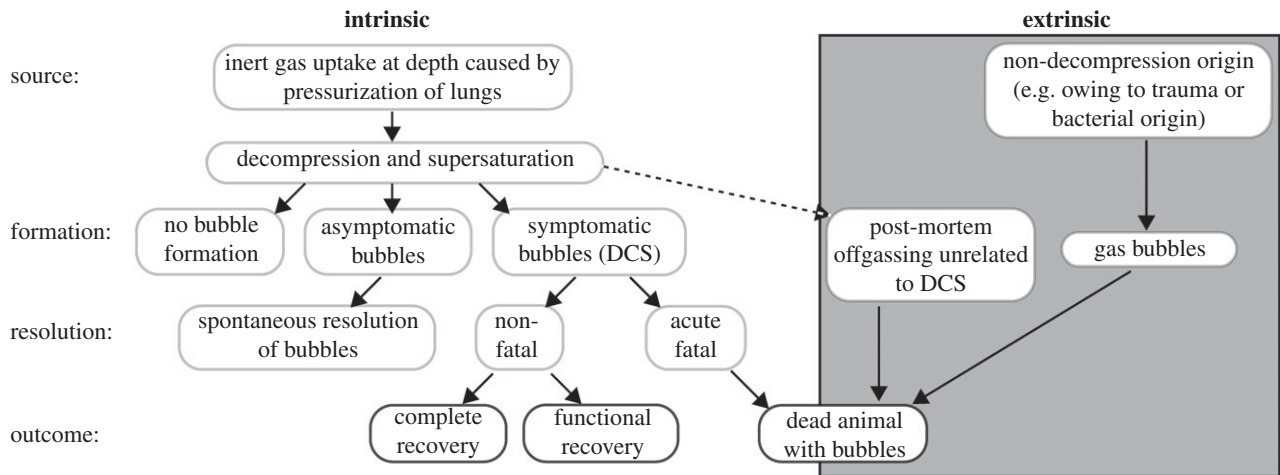 intrinsic
extrinsic
source:
inert gas uptake at depth caused by
pressurization of lungs
non-decompression origin
(e.g. owing to trauma or
bacterial origin)
decompression and supersaturation
formation:
no bubble
formation
asymptomatic
bubbles
symptomatic
bubbles (DCS)
post-mortem
offgassing unrelated
to DCS
gas bubbles
resolution:
spontaneous resolution
of bubbles
non-
fatal
acute
fatal
outcome:
complete
recovery
functional
recovery
dead animal
with bubbles